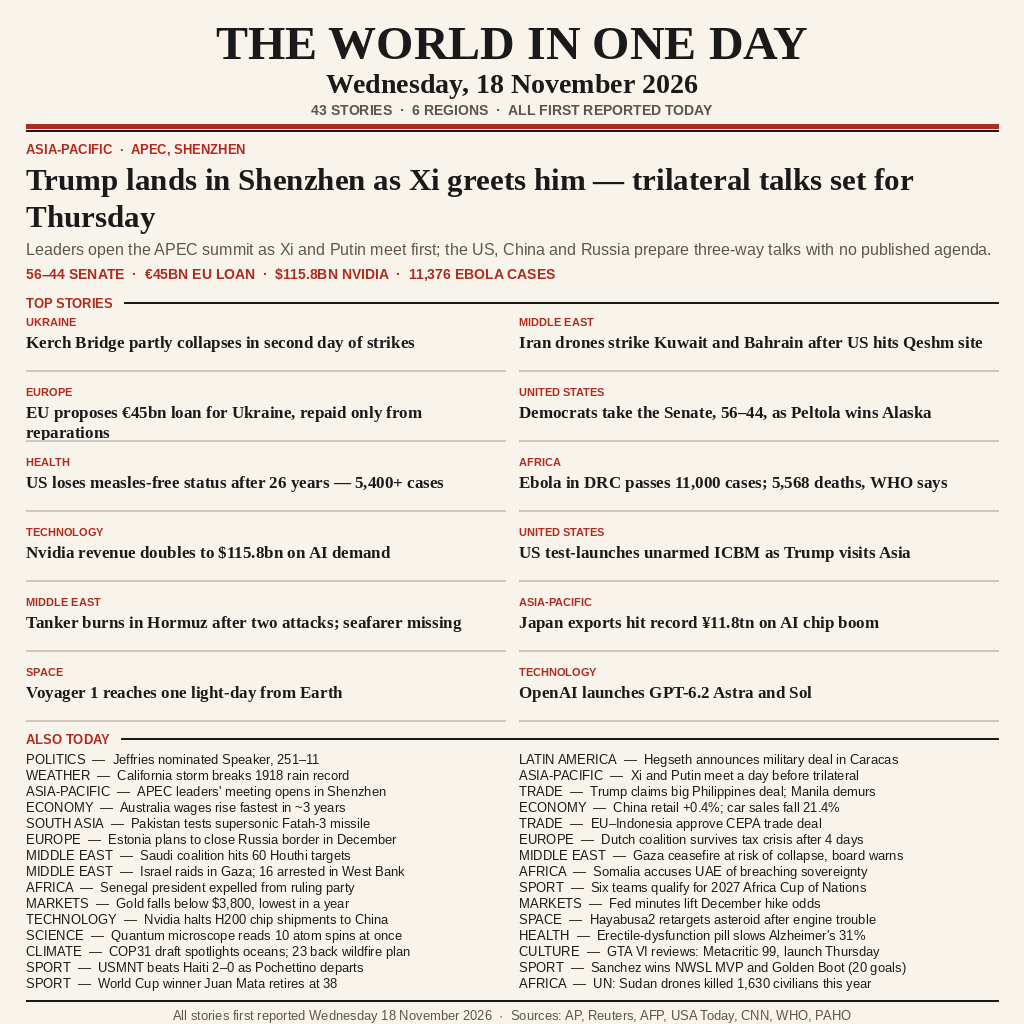 THE WORLD IN ONE DAY
Wednesday, 18 November 2026
43 STORIES · 6 REGIONS · ALL FIRST REPORTED TODAY
ASIA-PACIFIC · APEC, SHENZHEN
Trump lands in Shenzhen as Xi greets him — trilateral talks set for
Thursday
Leaders open the APEC summit as Xi and Putin meet first; the US, China and Russia prepare three-way talks with no published agenda.
56–44 SENATE · €45BN EU LOAN · $115.8BN NVIDIA · 11,376 EBOLA CASES
TOP STORIES
UKRAINE
Kerch Bridge partly collapses in second day of strikes
MIDDLE EAST
Iran drones strike Kuwait and Bahrain after US hits Qeshm site
EUROPE
EU proposes €45bn loan for Ukraine, repaid only from
reparations
UNITED STATES
Democrats take the Senate, 56–44, as Peltola wins Alaska
HEALTH
US loses measles-free status after 26 years — 5,400+ cases
AFRICA
Ebola in DRC passes 11,000 cases; 5,568 deaths, WHO says
TECHNOLOGY
Nvidia revenue doubles to $115.8bn on AI demand
UNITED STATES
US test-launches unarmed ICBM as Trump visits Asia
MIDDLE EAST
Tanker burns in Hormuz after two attacks; seafarer missing
ASIA-PACIFIC
Japan exports hit record ¥11.8tn on AI chip boom
SPACE
Voyager 1 reaches one light-day from Earth
TECHNOLOGY
OpenAI launches GPT-6.2 Astra and Sol
ALSO TODAY
POLITICS — Jeffries nominated Speaker, 251–11
WEATHER — California storm breaks 1918 rain record
ASIA-PACIFIC — APEC leaders' meeting opens in Shenzhen
ECONOMY — Australia wages rise fastest in ~3 years
SOUTH ASIA — Pakistan tests supersonic Fatah-3 missile
EUROPE — Estonia plans to close Russia border in December
MIDDLE EAST — Saudi coalition hits 60 Houthi targets
MIDDLE EAST — Israel raids in Gaza; 16 arrested in West Bank
AFRICA — Senegal president expelled from ruling party
MARKETS — Gold falls below $3,800, lowest in a year
TECHNOLOGY — Nvidia halts H200 chip shipments to China
SCIENCE — Quantum microscope reads 10 atom spins at once
CLIMATE — COP31 draft spotlights oceans; 23 back wildfire plan
SPORT — USMNT beats Haiti 2–0 as Pochettino departs
SPORT — World Cup winner Juan Mata retires at 38
LATIN AMERICA — Hegseth announces military deal in Caracas
ASIA-PACIFIC — Xi and Putin meet a day before trilateral
TRADE — Trump claims big Philippines deal; Manila demurs
ECONOMY — China retail +0.4%; car sales fall 21.4%
TRADE — EU–Indonesia approve CEPA trade deal
EUROPE — Dutch coalition survives tax crisis after 4 days
MIDDLE EAST — Gaza ceasefire at risk of collapse, board warns
AFRICA — Somalia accuses UAE of breaching sovereignty
SPORT — Six teams qualify for 2027 Africa Cup of Nations
MARKETS — Fed minutes lift December hike odds
SPACE — Hayabusa2 retargets asteroid after engine trouble
HEALTH — Erectile-dysfunction pill slows Alzheimer's 31%
CULTURE — GTA VI reviews: Metacritic 99, launch Thursday
SPORT — Sanchez wins NWSL MVP and Golden Boot (20 goals)
AFRICA — UN: Sudan drones killed 1,630 civilians this year
All stories first reported Wednesday 18 November 2026 · Sources: AP, Reuters, AFP, USA Today, CNN, WHO, PAHO